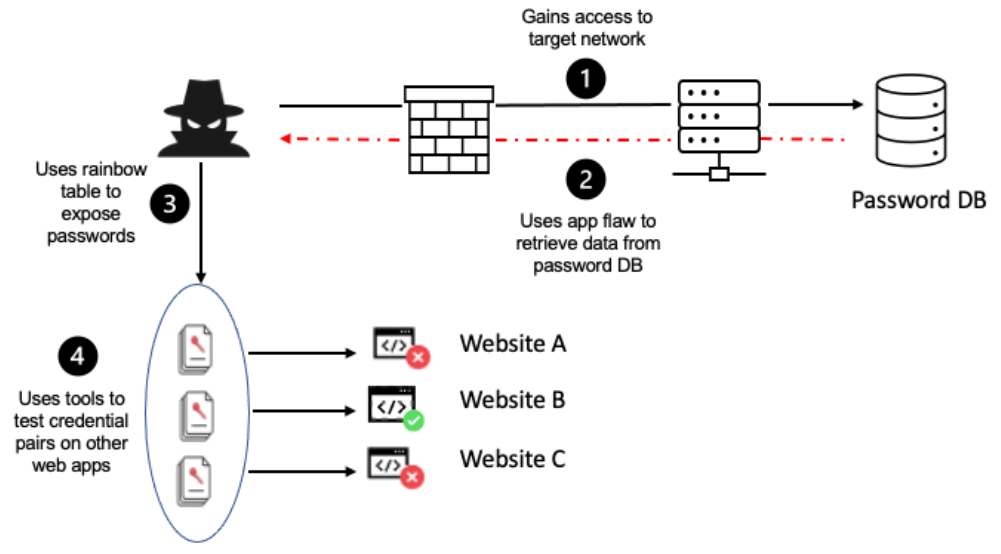 Gains access to
target network
1
2
Uses app flaw to
retrieve data from
password DB
Password DB
Uses rainbow
table to
expose
passwords
3
4
Uses tools to
test credential
pairs on other
web apps
</>
Website A
</>
Website B
</>
Website C